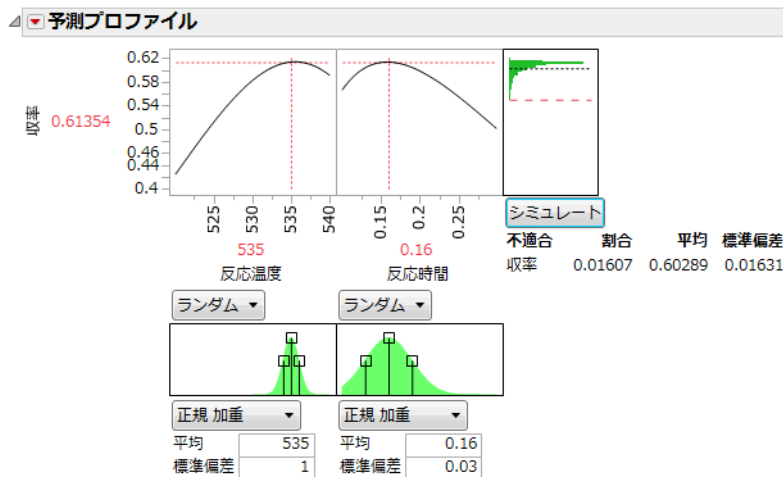 予測プロファイル
収率
0.61354
0.62
0.58
0.54
0.5
0.46
0.44
0.4
525
530
535
540
0.15
0.2
0.25
535
0.16
反応温度
反応時間
シミュレート
不適合 割合 平均 標準偏差
収率 0.01607 0.60289 0.01631
ランダム ランダム
正規 加重 正規 加重
平均 535 平均 0.16
標準偏差 1 標準偏差 0.03